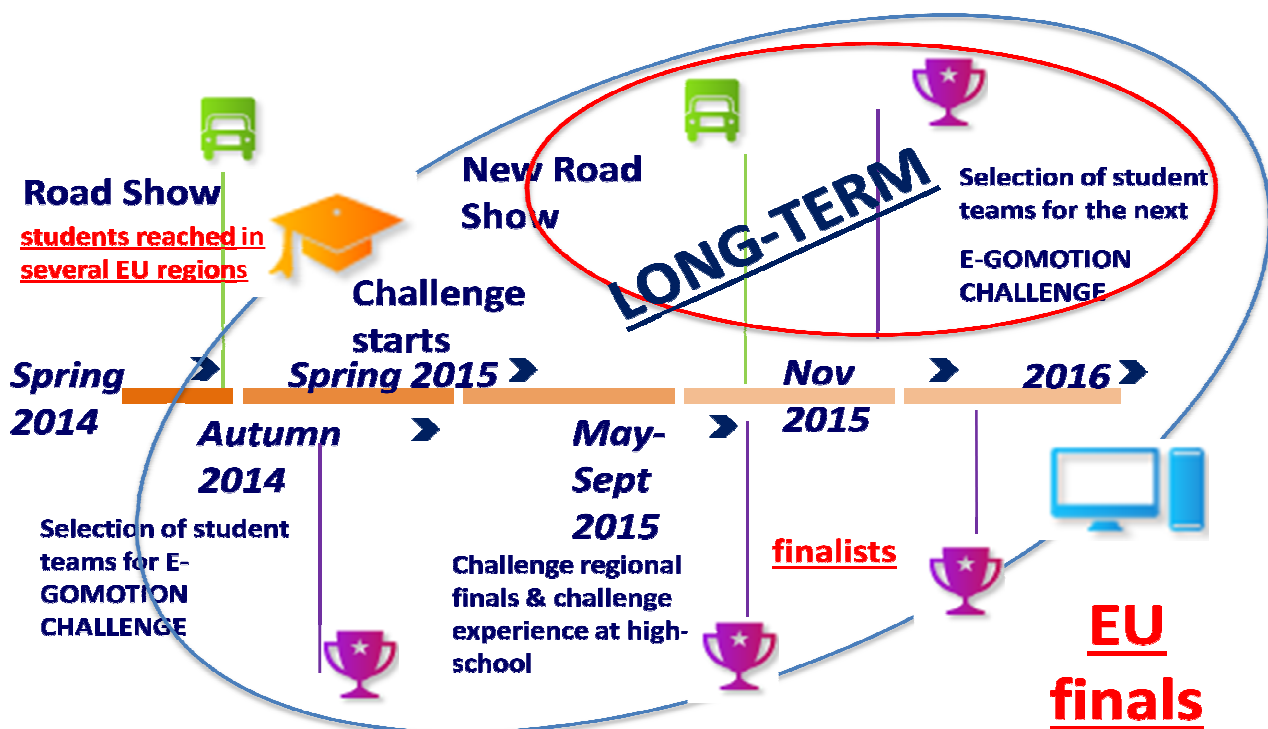 Road Show
students reached in
several EU regions
New Road
Show
LONG-TERM
Selection of student
teams for the next
E-GOMOTION
CHALLENGE
Challenge
starts
Spring
2014
Spring 2015
Nov
2015
2016
Autumn
2014
May-
Sept
2015
Selection of student
teams for E-
GOMOTION
CHALLENGE
Challenge regional
finals & challenge
experience at high-
school
finalists
EU
finals